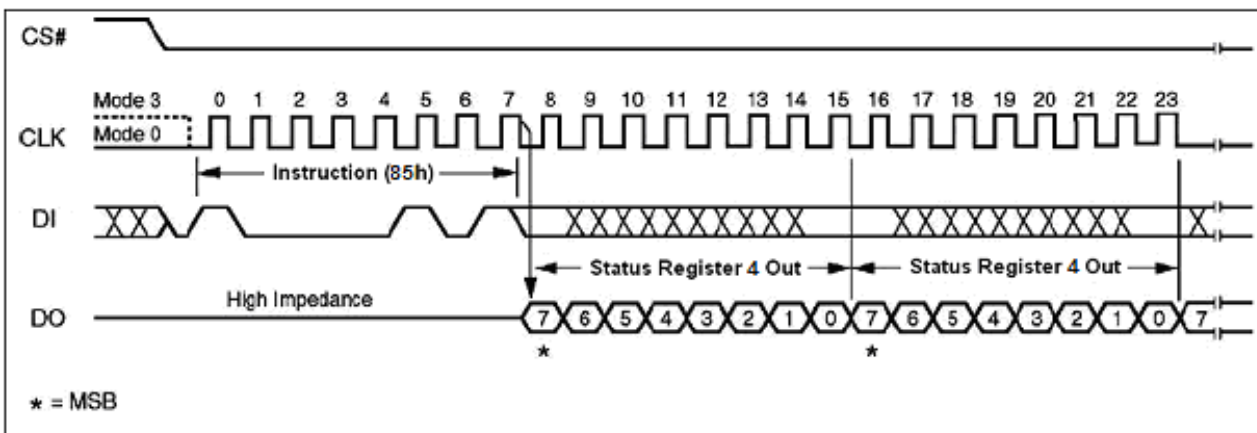 CS#
Mode 3
0 1 2 3 4 5 6 7 8 9 10 11 12 13 14 15 16 17 18 19 20 21 22 23
CLK
Mode 0
Instruction (85h)
DI
Status Register 4 Out
Status Register 4 Out
High Impedance
DO
7 6 5 4 3 2 1 0 7 6 5 4 3 2 1 0 7
* *
* = MSB